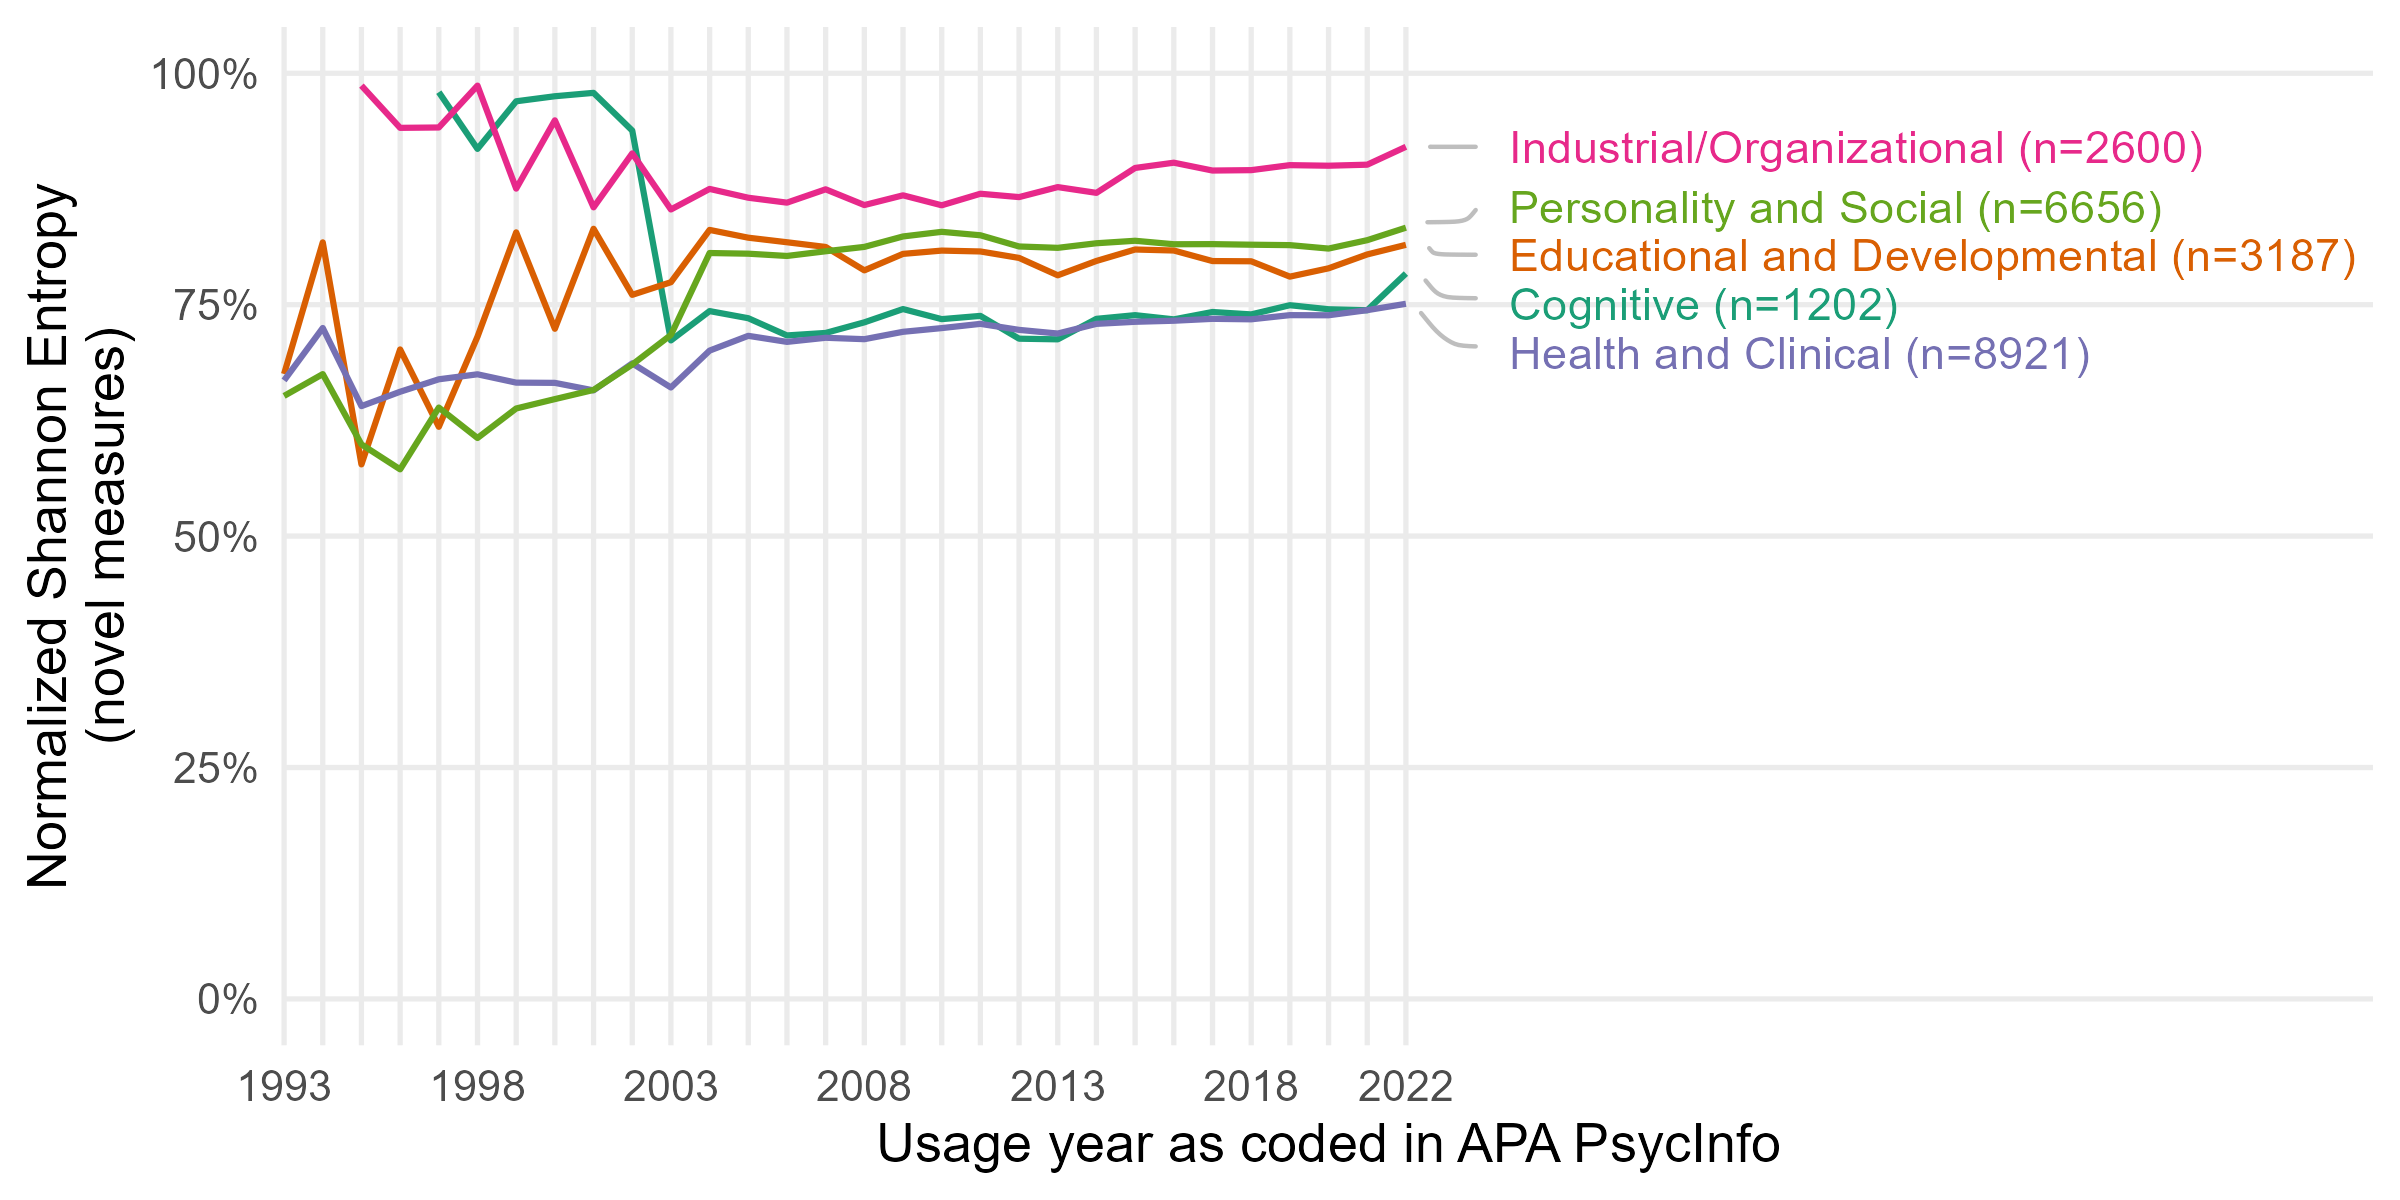 Normalized Shannon Entropy
(novel measures)
100%
75%
50%
25%
0%
Industrial/Organizational (n=2600)
Personality and Social (n=6656)
Educational and Developmental (n=3187)
Cognitive (n=1202)
Health and Clinical (n=8921)
1993 1998 2003 2008 2013 2018 2022
Usage year as coded in APA PsycInfo